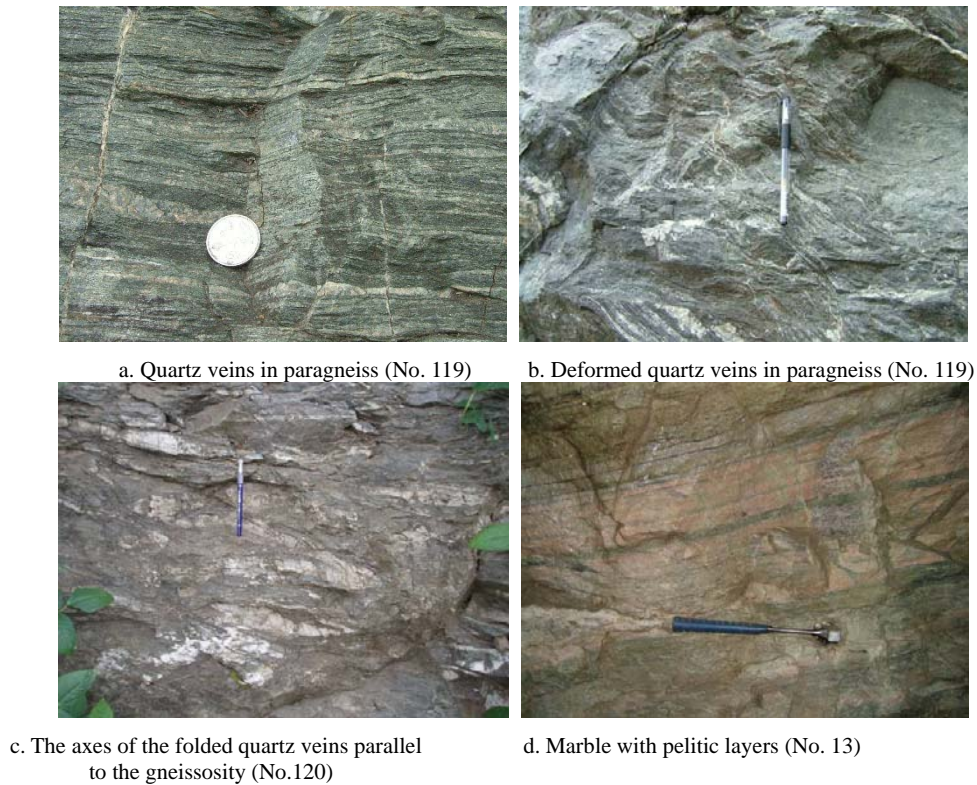 a. Quartz veins in paragneiss (No. 119)
b. Deformed quartz veins in paragneiss (No. 119)
c. The axes of the folded quartz veins parallel
to the gneissosity (No.120)
d. Marble with pelitic layers (No. 13)